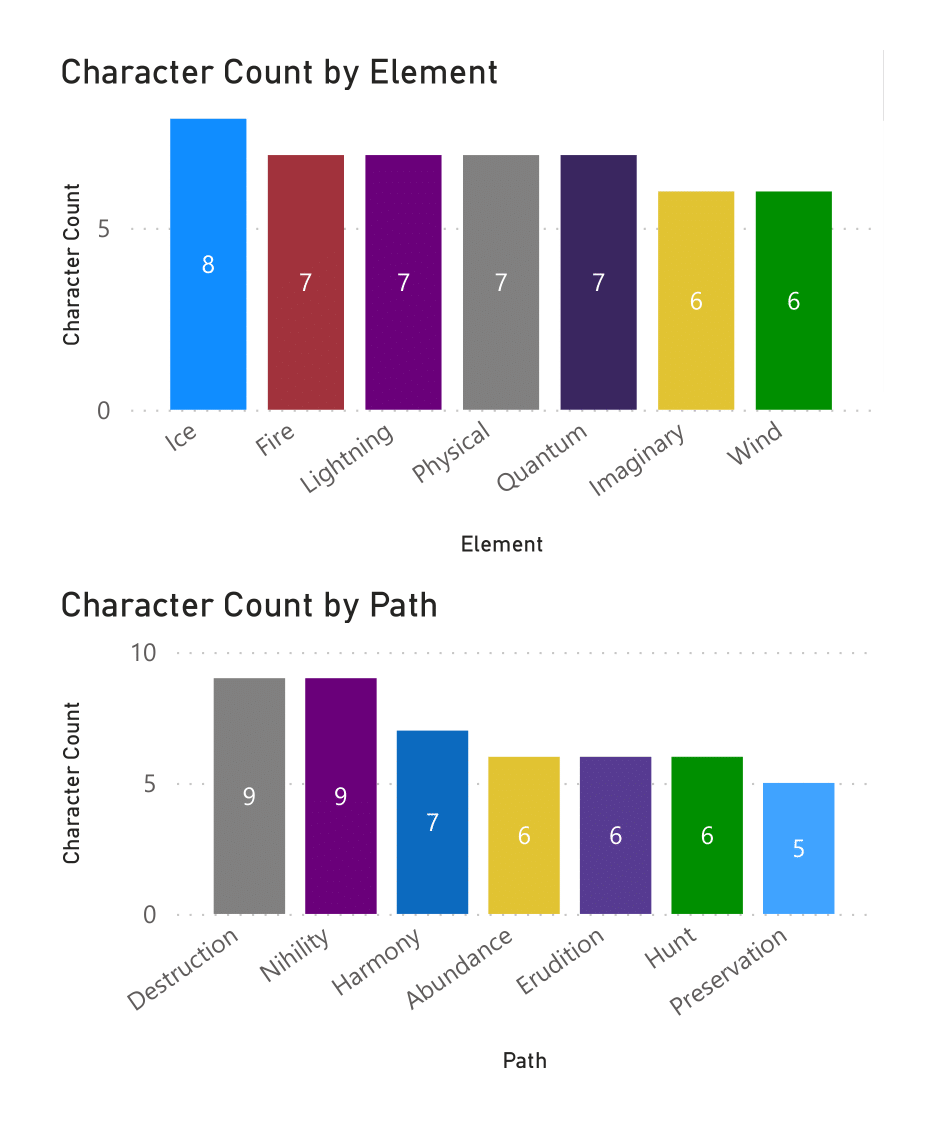 Character Count by Element
Character Count
5
0
8
7
7
7
7
6
6
Ice
Fire
Lightning
Physical
Quantum
Imaginary
Wind
Element
Character Count by Path
Character Count
10
5
0
9
9
7
6
6
6
5
Destruction
Nihility
Harmony
Abundance
Erudition
Hunt
Preservation
Path